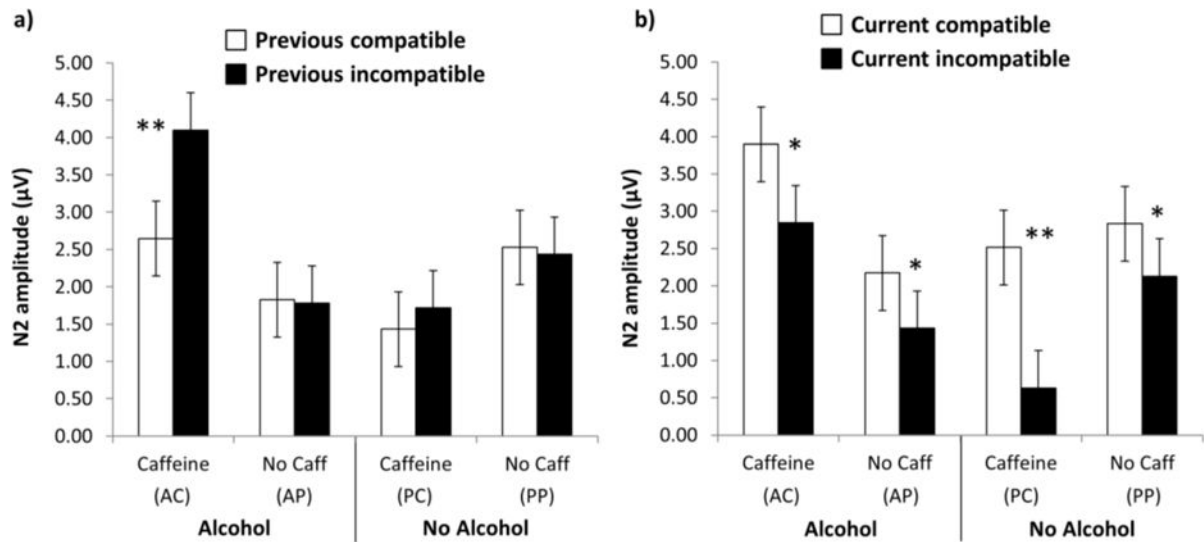 a)
Previous compatible
Previous incompatible
N2 amplitude (µV)
5.00
4.50
4.00
3.50
3.00
2.50
2.00
1.50
1.00
0.50
0.00
**
Caffeine No Caff Caffeine No Caff
(AC) (AP) (PC) (PP)
Alcohol No Alcohol
b)
Current compatible
Current incompatible
N2 amplitude (µV)
5.00
4.50
4.00
3.50
3.00
2.50
2.00
1.50
1.00
0.50
0.00
* * ** *
Caffeine No Caff Caffeine No Caff
(AC) (AP) (PC) (PP)
Alcohol No Alcohol